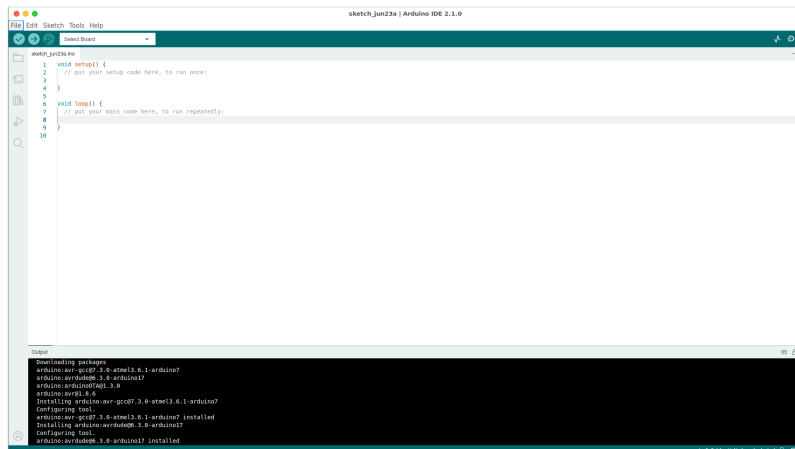 sketch_jun23a | Arduino IDE 2.1.0
File Edit Sketch Tools Help
Select Board
sketch_jun23a.ino
1 void setup() {
2 // put your setup code here, to run once:
3
4 }
5
6 void loop() {
7 // put your main code here, to run repeatedly:
8
9 }
10
Output
Downloading packages
arduino:avr-gcc@7.3.0-atmel3.6.1-arduino7
arduino:avrdude@6.3.0-arduino17
arduino:arduinoOTA@1.3.0
arduino:avr@1.8.6
Installing arduino:avr-gcc@7.3.0-atmel3.6.1-arduino7
Configuring tool.
arduino:avr-gcc@7.3.0-atmel3.6.1-arduino7 installed
Installing arduino:avrdude@6.3.0-arduino17
Configuring tool.
arduino:avrdude@6.3.0-arduino17 installed